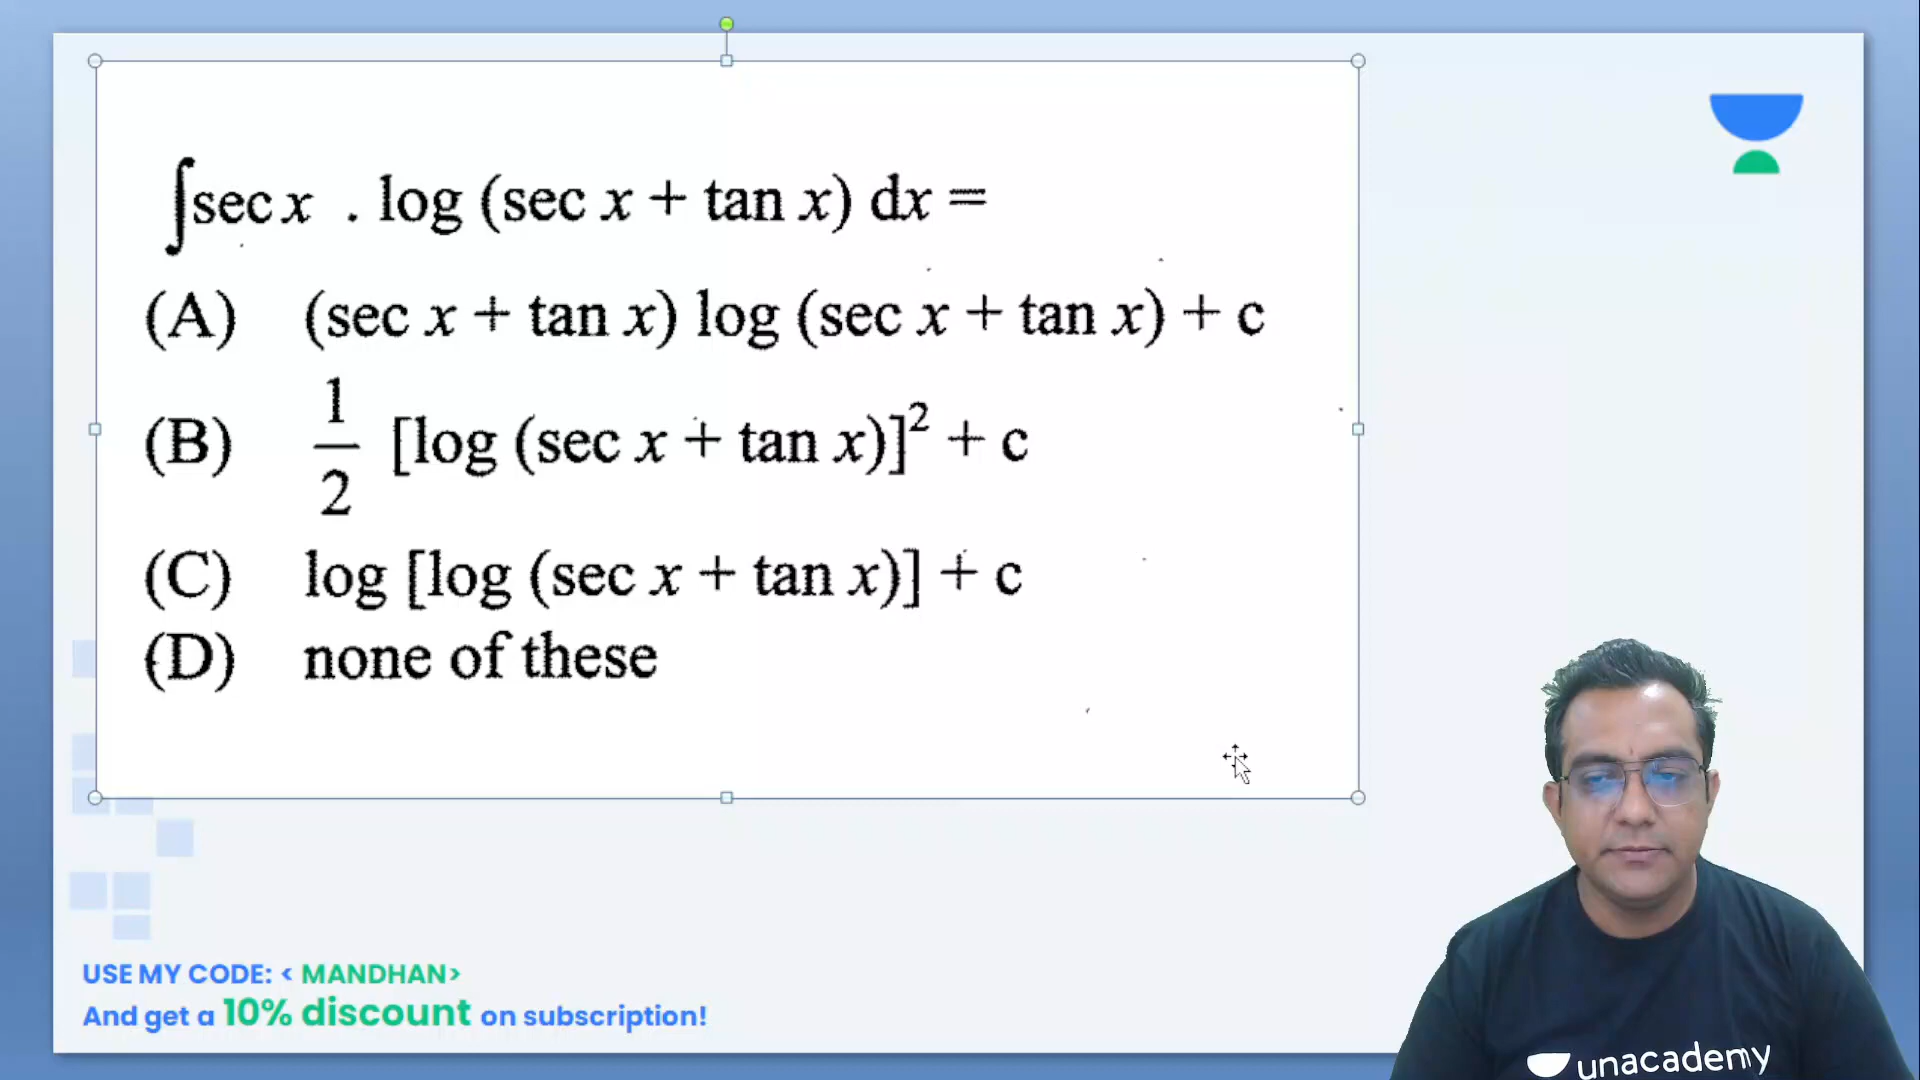 ∫sec x . log (sec x + tan x) dx =
(A) (sec x + tan x) log (sec x + tan x) + c
(B) 1/2 [log (sec x + tan x)]² + c
(C) log [log (sec x + tan x)] + c
(D) none of these
USE MY CODE: < MANDHAN>
And get a 10% discount on subscription!
unacademy